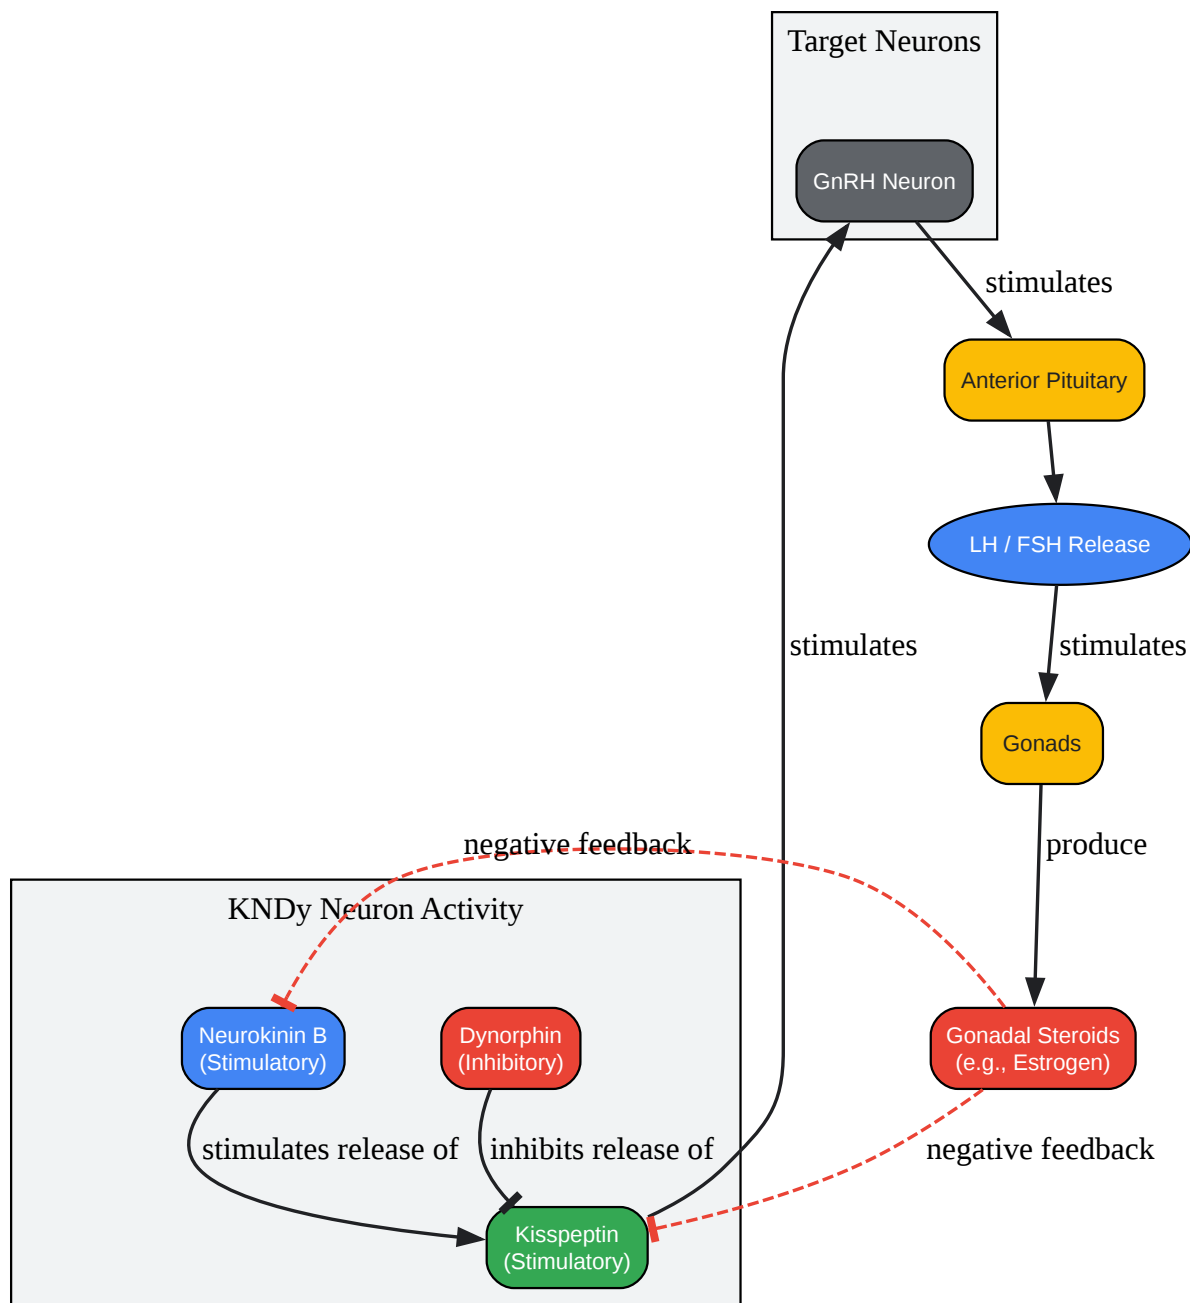 Target Neurons
GnRH Neuron
stimulates
Anterior Pituitary
LH / FSH Release
stimulates
stimulates
Gonads
negative feedback
produce
KNDy Neuron Activity
Neurokinin B
(Stimulatory)
Dynorphin
(Inhibitory)
Gonadal Steroids
(e.g., Estrogen)
stimulates release of
inhibits release of
negative feedback
Kisspeptin
(Stimulatory)